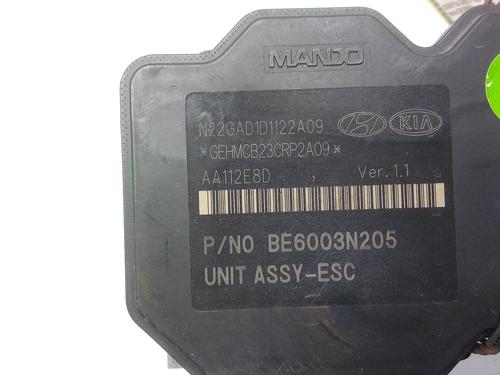 MANDO
N22GAD1D1122A09
*GEHMCB23CRP2A09*
KIA
AA112E8D , Ver. 1.1
P/NO BE6003N205
UNIT ASSY-ESC